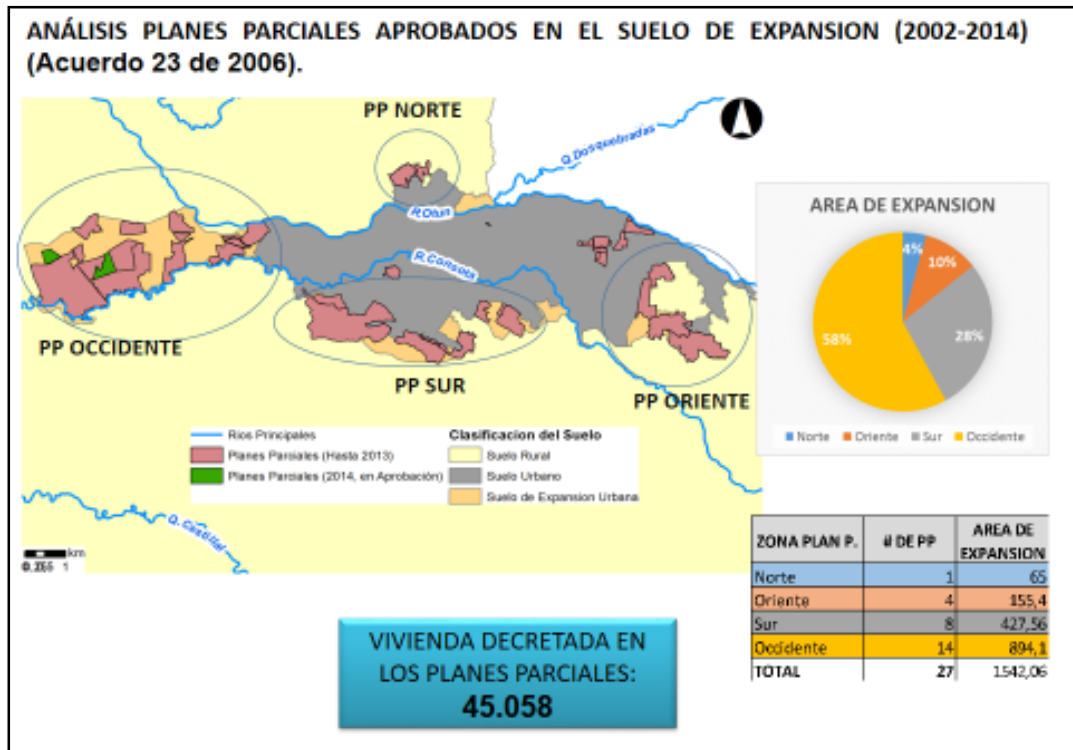 ANÁLISIS PLANES PARCIALES APROBADOS EN EL SUELO DE EXPANSION (2002-2014)
(Acuerdo 23 de 2006).
PP NORTE
Q.Dosquebradas
R.Otun
R.Consota
PP OCCIDENTE
PP SUR
PP ORIENTE
Rios Principales
Planes Parciales (Hasta 2013)
Planes Parciales (2014, en Aprobación)
Clasificacion del Suelo
Suelo Rural
Suelo Urbano
Suelo de Expansion Urbana
km
1
AREA DE EXPANSION
4%
10%
28%
58%
Norte Oriente Sur Occidente
ZONA PLAN P. # DE PP AREA DE
EXPANSION
Norte 1 65
Oriente 4 155,4
Sur 8 427,56
Occidente 14 894,1
TOTAL 27 1542,06
VIVIENDA DECRETADA EN
LOS PLANES PARCIALES:
45.058